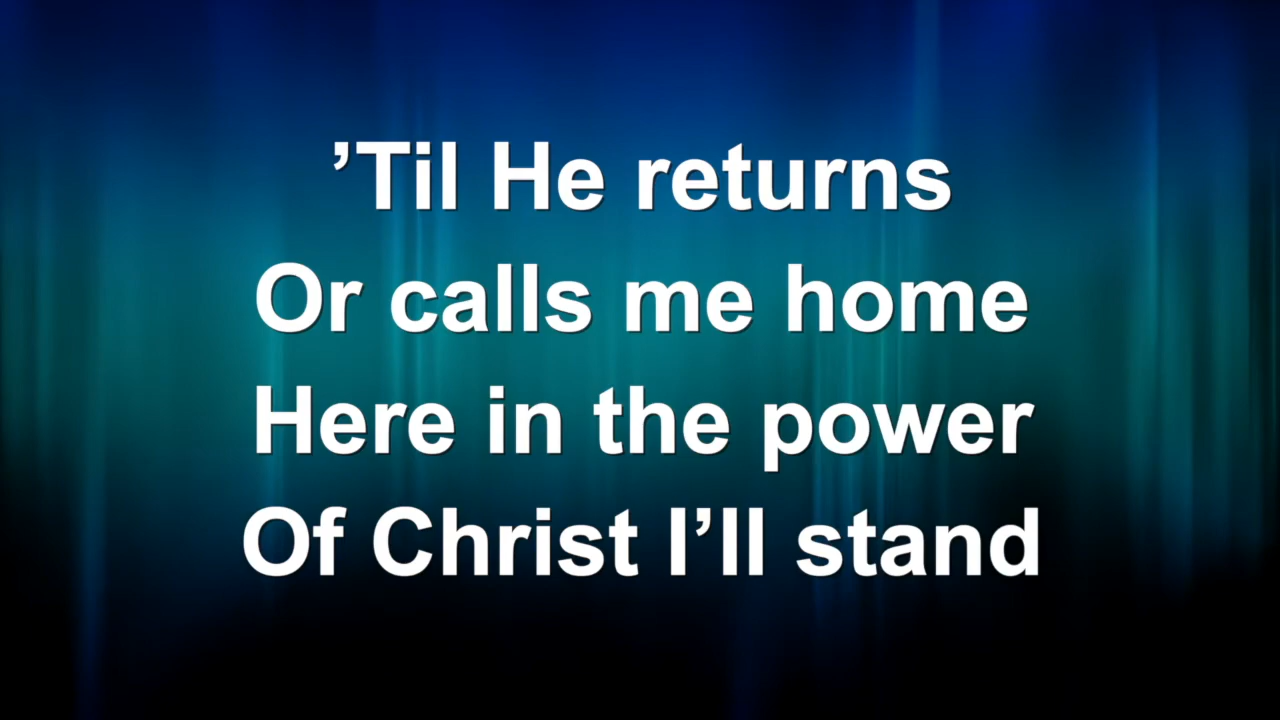 ’Til He returns
Or calls me home
Here in the power
Of Christ I’ll stand